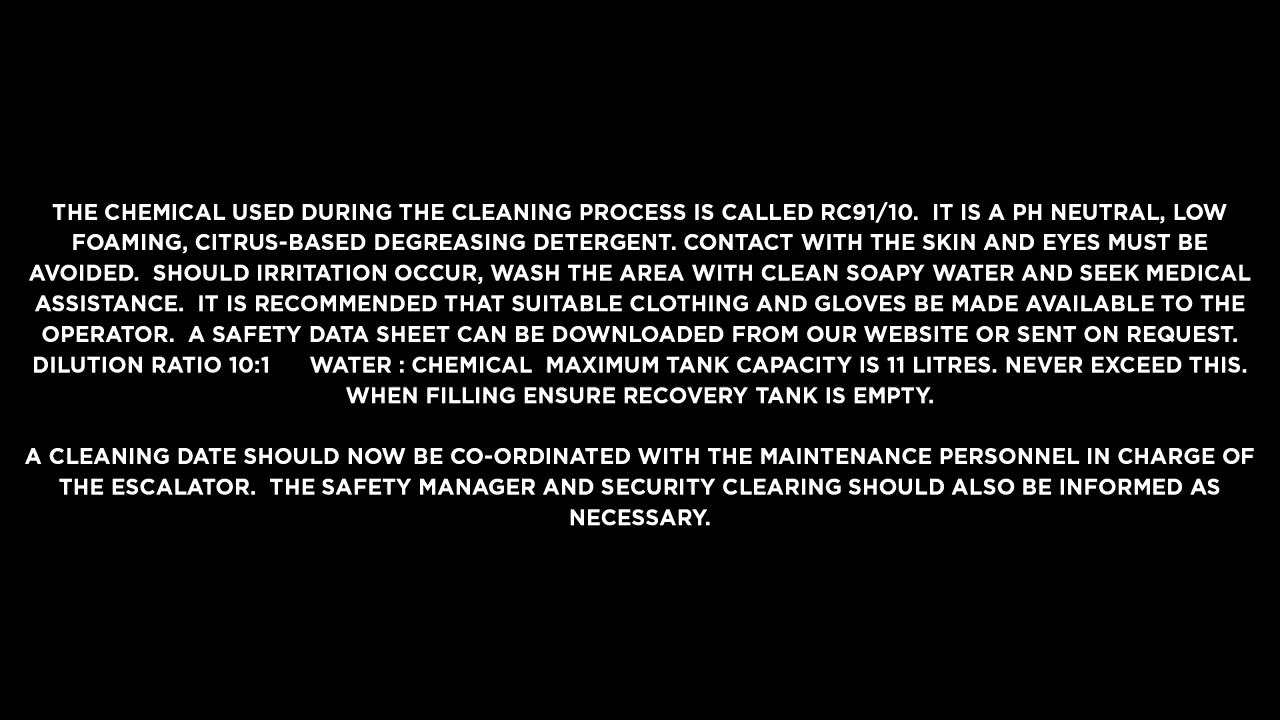 THE CHEMICAL USED DURING THE CLEANING PROCESS IS CALLED RC91/10.  IT IS A PH NEUTRAL, LOW
FOAMING, CITRUS-BASED DEGREASING DETERGENT. CONTACT WITH THE SKIN AND EYES MUST BE
AVOIDED.  SHOULD IRRITATION OCCUR, WASH THE AREA WITH CLEAN SOAPY WATER AND SEEK MEDICAL
ASSISTANCE.  IT IS RECOMMENDED THAT SUITABLE CLOTHING AND GLOVES BE MADE AVAILABLE TO THE
OPERATOR.  A SAFETY DATA SHEET CAN BE DOWNLOADED FROM OUR WEBSITE OR SENT ON REQUEST.
DILUTION RATIO 10:1      WATER : CHEMICAL  MAXIMUM TANK CAPACITY IS 11 LITRES. NEVER EXCEED THIS.
WHEN FILLING ENSURE RECOVERY TANK IS EMPTY.
A CLEANING DATE SHOULD NOW BE CO-ORDINATED WITH THE MAINTENANCE PERSONNEL IN CHARGE OF
THE ESCALATOR.  THE SAFETY MANAGER AND SECURITY CLEARING SHOULD ALSO BE INFORMED AS
NECESSARY.